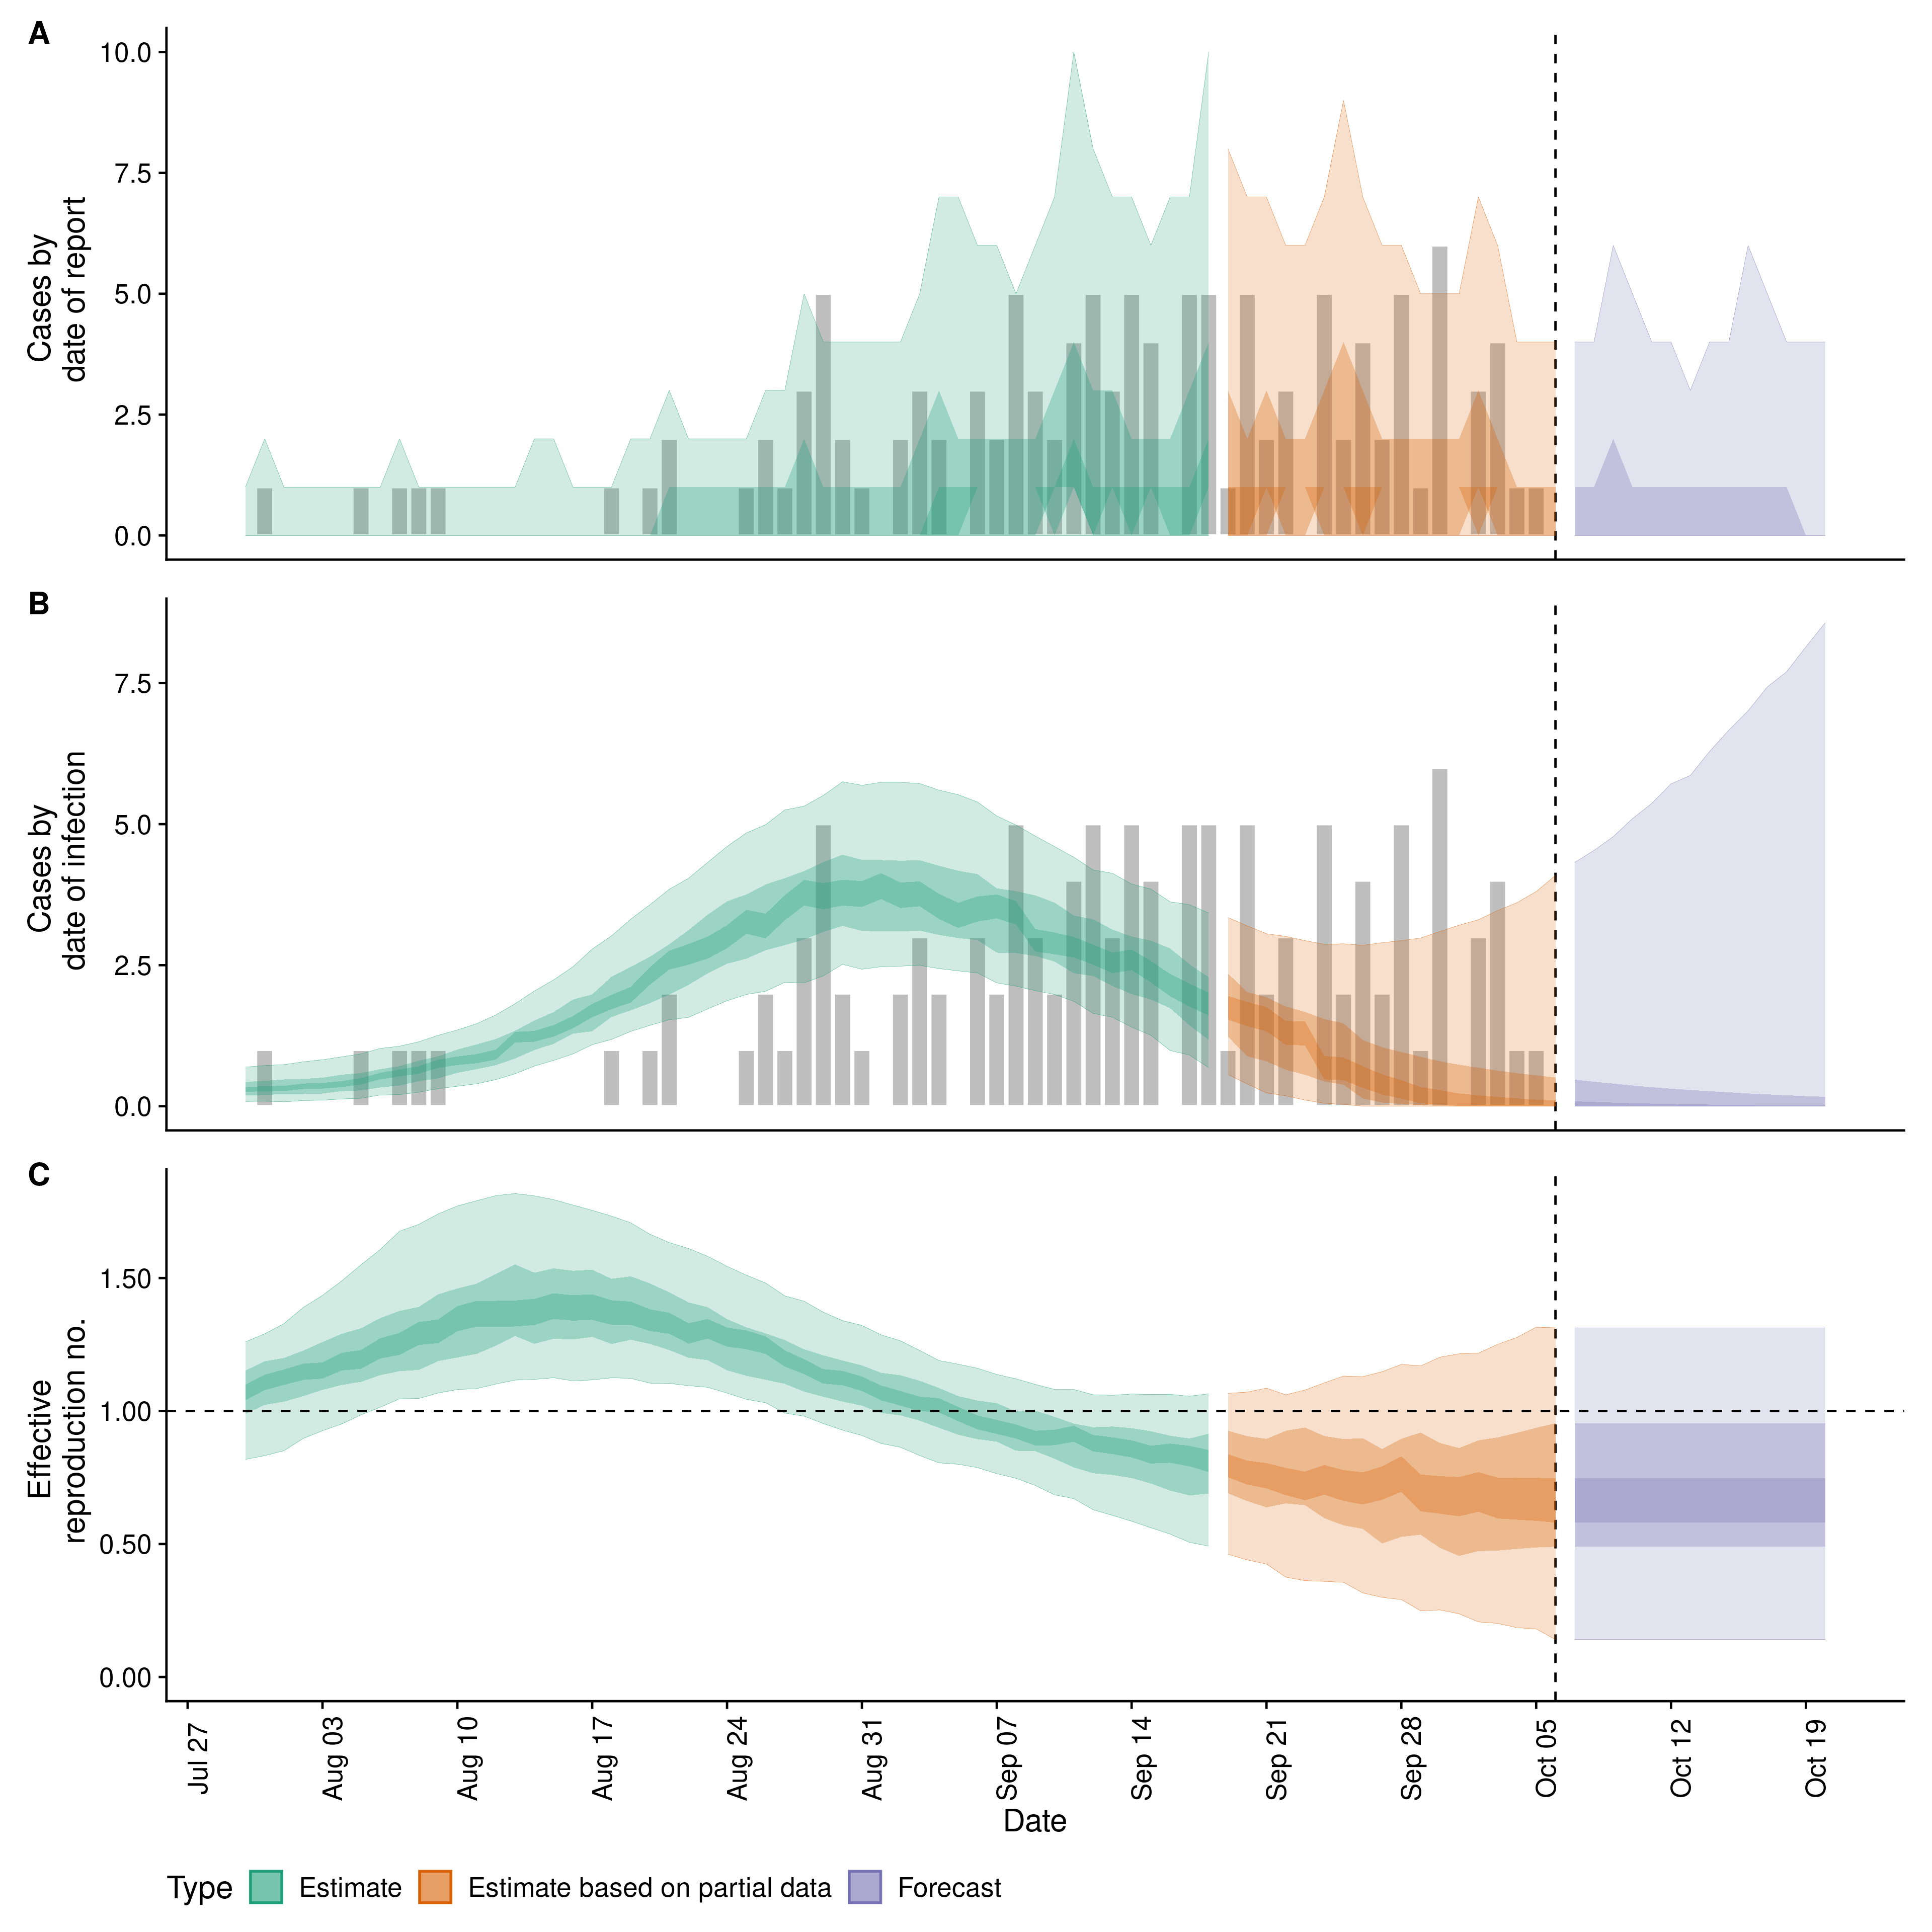 A
10.0
7.5
5.0
2.5
0.0
Cases by
date of report
B
7.5
5.0
2.5
0.0
Cases by
date of infection
C
1.50
1.00
0.50
0.00
Effective
reproduction no.
Jul 27
Aug 03
Aug 10
Aug 17
Aug 24
Aug 31
Sep 07
Sep 14
Sep 21
Sep 28
Oct 05
Oct 12
Oct 19
Date
Type Estimate Estimate based on partial data Forecast